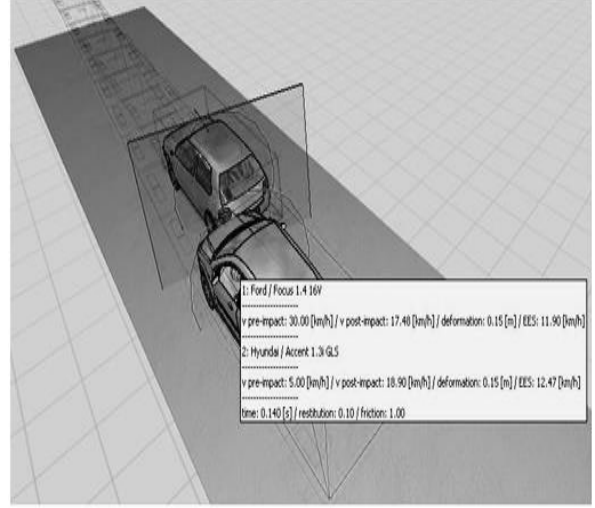 1: Ford / Focus 1.4 16V
--------------------
v pre-impact: 30.00 [km/h] / v post-impact: 17.48 [km/h] / deformation: 0.15 [m] / EES: 11.90 [km/h]
--------------------
2: Hyundai / Accent 1.3i GLS
--------------------
v pre-impact: 5.00 [km/h] / v post-impact: 18.90 [km/h] / deformation: 0.15 [m] / EES: 12.47 [km/h]
--------------------
time: 0.140 [s] / restitution: 0.10 / friction: 1.00